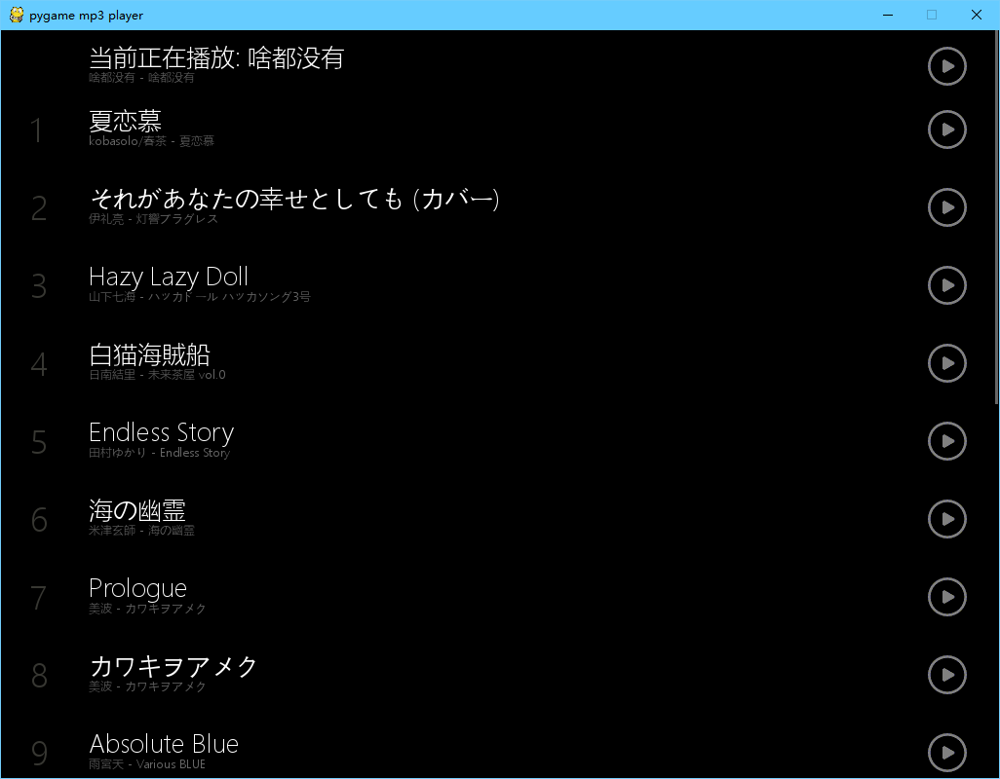 pygame mp3 player
当前正在播放: 啥都没有
啥都没有 - 啥都没有
1
夏恋慕
kobasolo/春茶 - 夏恋慕
2
それがあなたの幸せとしても (カバー)
伊礼亮 - 灯響プラグレス
3
Hazy Lazy Doll
山下七海 - ハッカドール ハッカソング3号
4
白猫海賊船
日南結里 - 未来茶屋 vol.0
5
Endless Story
田村ゆかり - Endless Story
6
海の幽霊
米津玄師 - 海の幽霊
7
Prologue
美波 - カワキヲアメク
8
カワキヲアメク
美波 - カワキヲアメク
9
Absolute Blue
雨宮天 - Various BLUE